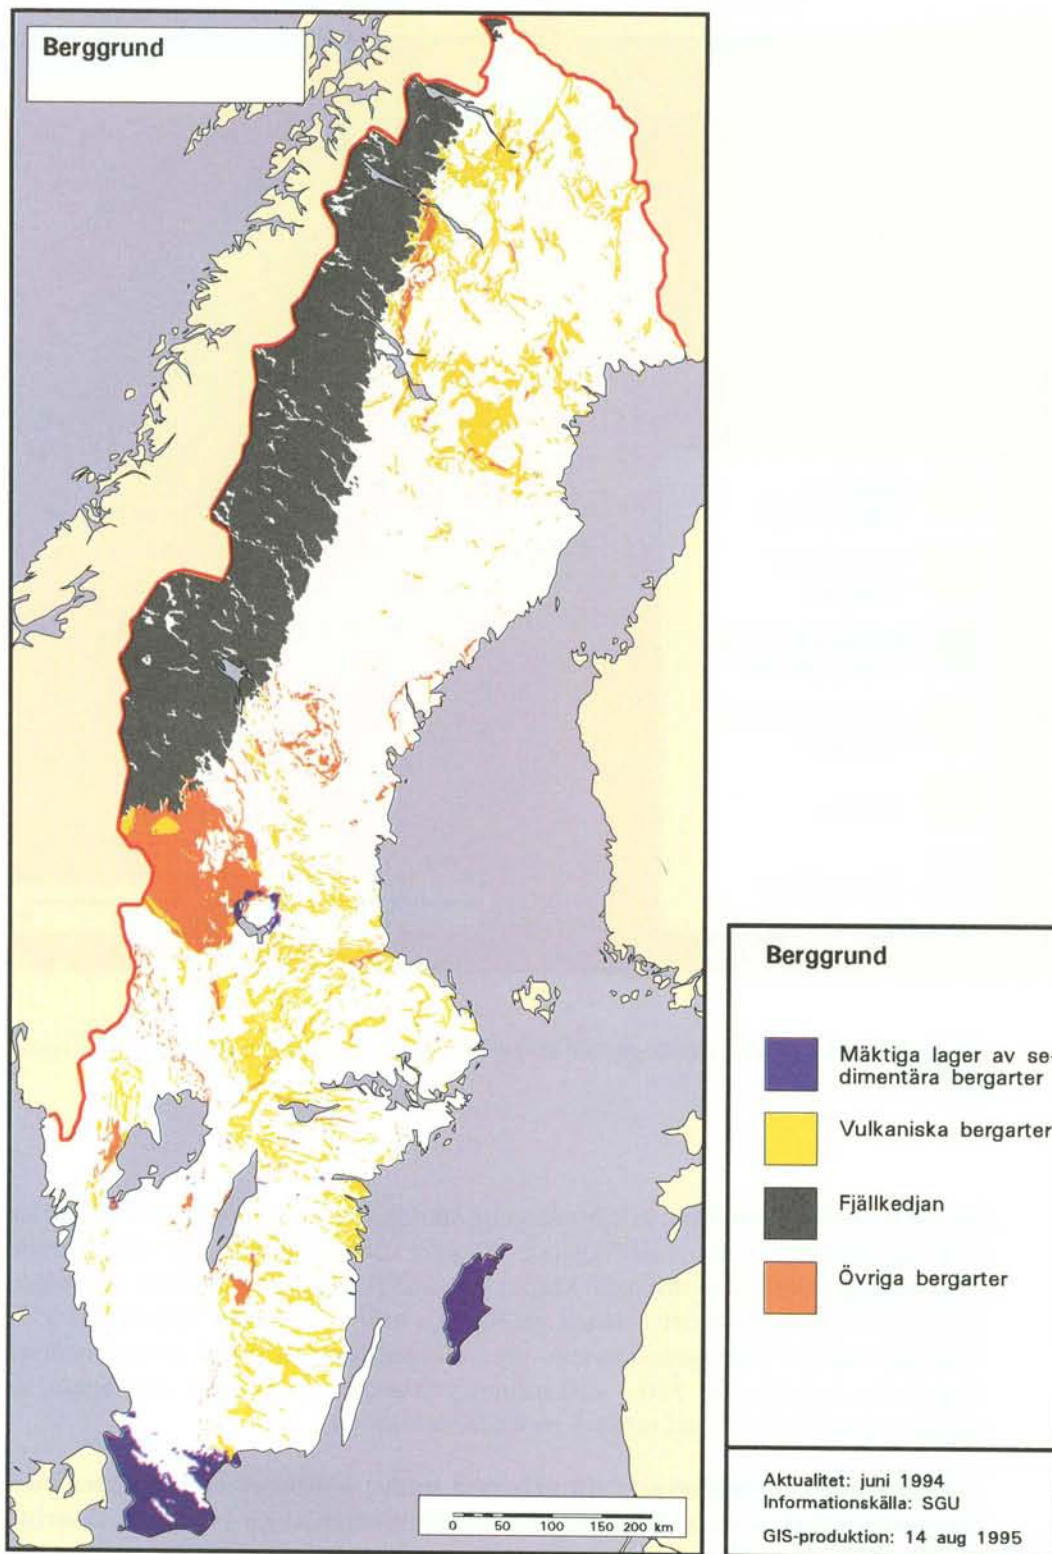 Berggrund
0 50 100 150 200 km
Berggrund
Mäktiga lager av se-
dimentära bergarter
Vulkaniska bergarter
Fjällkedjan
Övriga bergarter
Aktualitet: juni 1994
Informationskälla: SGU
GIS-produktion: 14 aug 1995